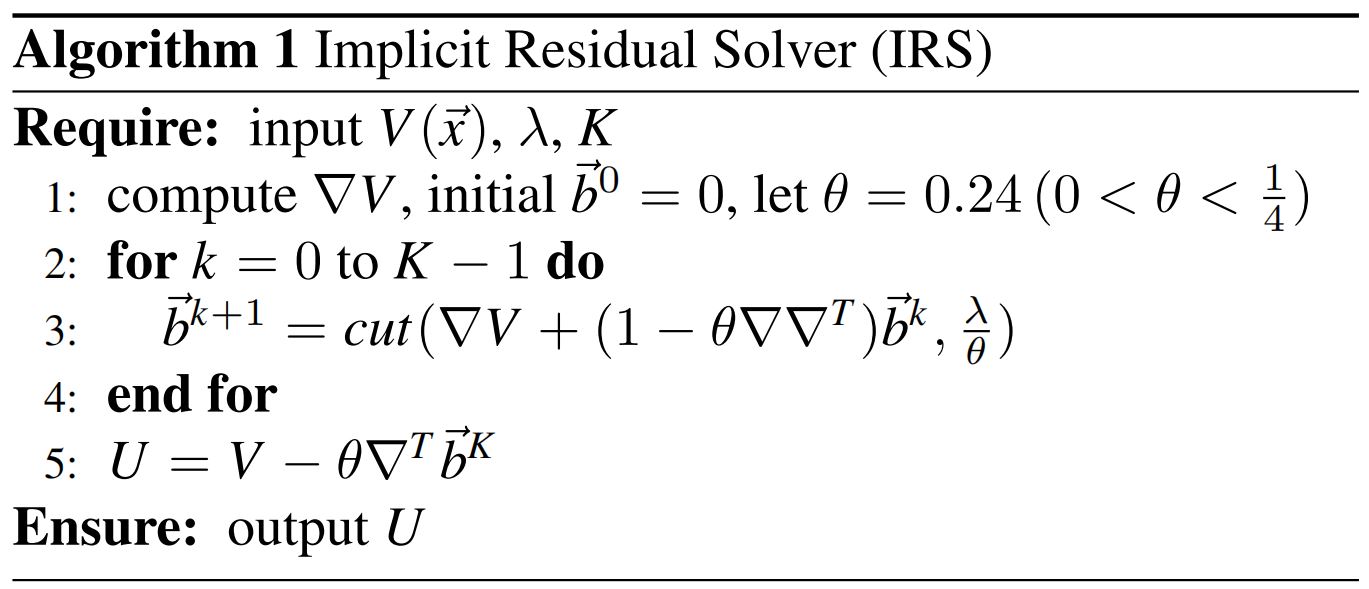 Algorithm 1 Implicit Residual Solver (IRS)
Require: input $V(\vec{x})$, $\lambda$, $K$
1: compute $\nabla V$, initial $\vec{b}^0 = 0$, let $\theta = 0.24\,(0 < \theta < \frac{1}{4})$
2: for $k = 0$ to $K - 1$ do
3: $\vec{b}^{k+1} = cut(\nabla V + (1 - \theta\nabla\nabla^T)\vec{b}^k, \frac{\lambda}{\theta})$
4: end for
5: $U = V - \theta\nabla^T\vec{b}^K$
Ensure: output $U$